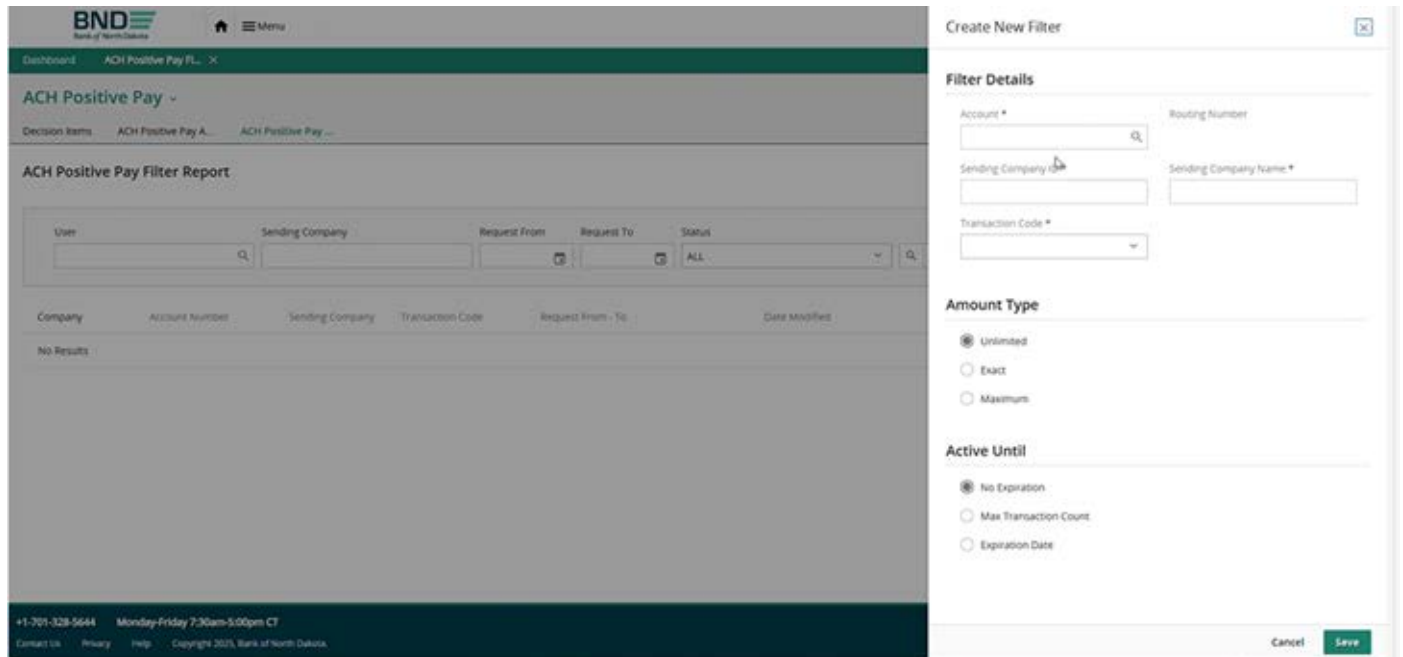 BND
Bank of North Dakota
Menu
Dashboard ACH Positive Pay Fi... ×
ACH Positive Pay
Decision Items ACH Positive Pay A... ACH Positive Pay ...
ACH Positive Pay Filter Report
User Sending Company Request From Request To Status
ALL
Company Account Number Sending Company Transaction Code Request From - To Date Modified
No Results
+1-701-328-5644 Monday-Friday 7:30am-5:00pm CT
Contact Us Privacy Help Copyright 2025, Bank of North Dakota.
Create New Filter
Filter Details
Account * Routing Number
Sending Company Sending Company Name *
Transaction Code *
Amount Type
Unlimited
Exact
Maximum
Active Until
No Expiration
Max Transaction Count
Expiration Date
Cancel Save